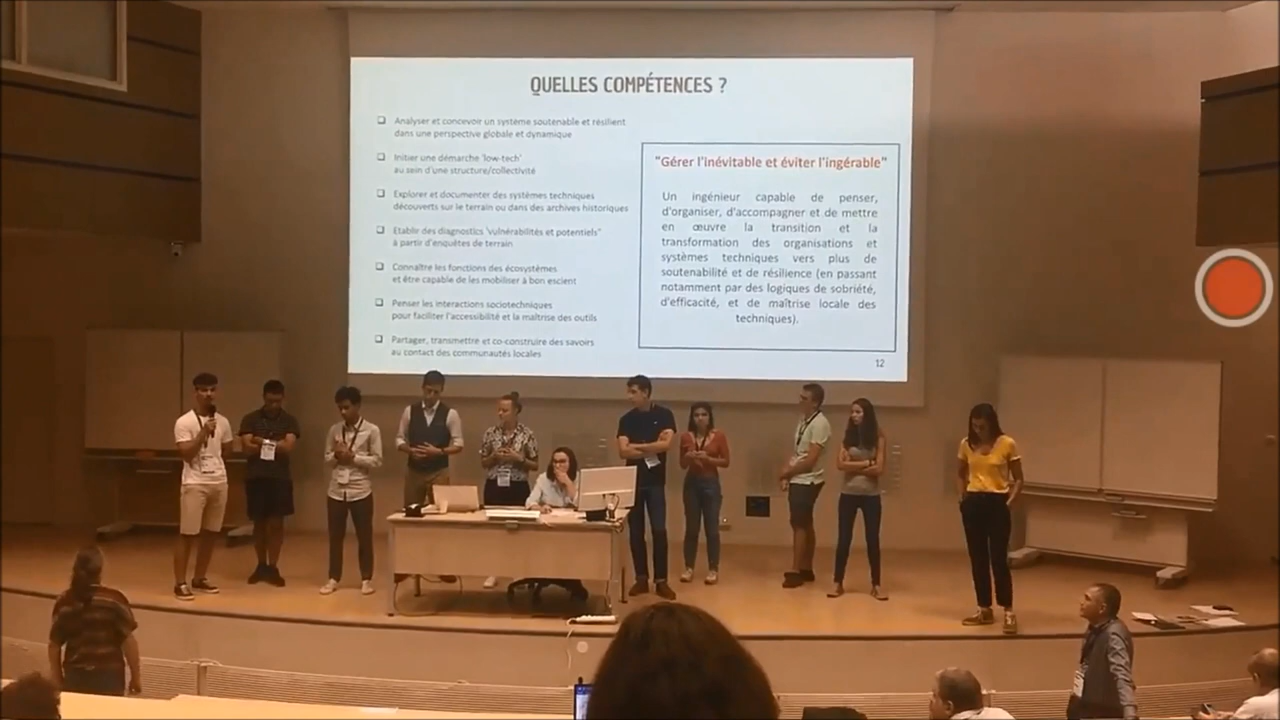 QUELLES COMPÉTENCES ?
❑ Analyser et concevoir un système soutenable et résilient
dans une perspective globale et dynamique
❑ Initier une démarche 'low-tech'
au sein d'une structure/collectivité
❑ Explorer et documenter des systèmes techniques
découverts sur le terrain ou dans des archives historiques
❑ Etablir des diagnostics 'vulnérabilités et potentiels"
à partir d'enquêtes de terrain
❑ Connaître les fonctions des écosystèmes
et être capable de les mobiliser à bon escient
❑ Penser les interactions sociotechniques
pour faciliter l'accessibilité et la maîtrise des outils
❑ Partager, transmettre et co-construire des savoirs
au contact des communautés locales
"Gérer l'inévitable et éviter l'ingérable"
Un ingénieur capable de penser,
d'organiser, d'accompagner et de mettre
en œuvre la transition et la
transformation des organisations et
systèmes techniques vers plus de
soutenabilité et de résilience (en passant
notamment par des logiques de sobriété,
d'efficacité, et de maîtrise locale des
techniques).
12